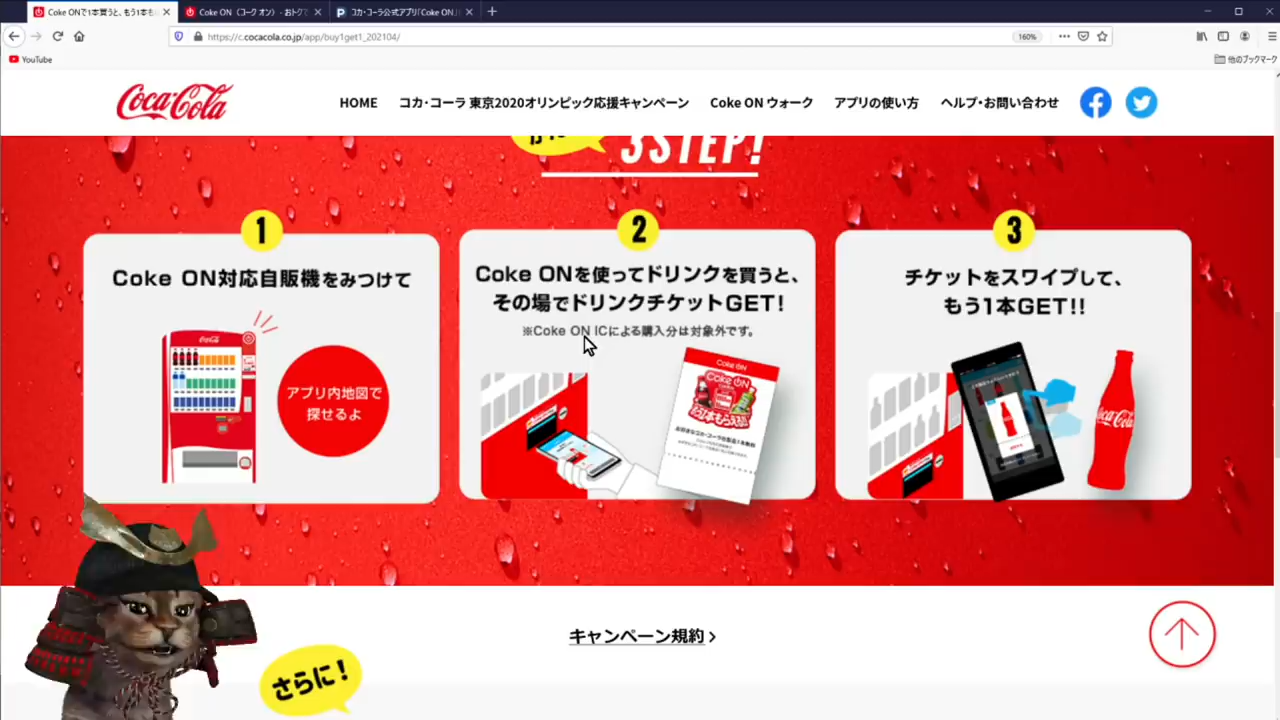 Coke ONで1本買うと、もう1本も
Coke ON（コーク オン） - おトクで
コカ・コーラ公式アプリ「Coke ON」
https://c.cocacola.co.jp/app/buy1get1_202104/
160%
YouTube
他のブックマーク
Coca-Cola
HOME
コカ・コーラ 東京2020オリンピック応援キャンペーン
Coke ON ウォーク
アプリの使い方
ヘルプ・お問い合わせ
3STEP!
1
Coke ON対応自販機をみつけて
アプリ内地図で
探せるよ
2
Coke ONを使ってドリンクを買うと、
その場でドリンクチケットGET!
※Coke ON ICによる購入分は対象外です。
Coke ON
Coke ON
もう1本もらえる
3
チケットをスワイプして、
もう1本GET!!
Coca-Cola
キャンペーン規約
さらに!